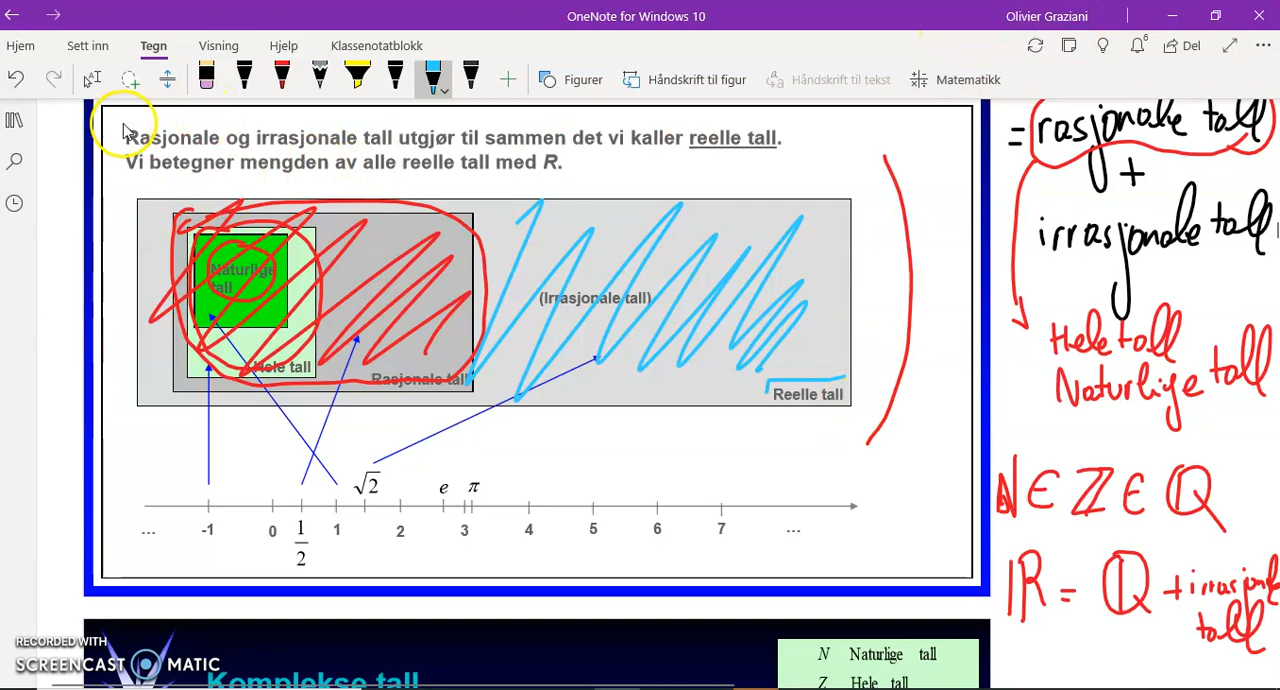 OneNote for Windows 10
Olivier Graziani
Hjem Sett inn Tegn Visning Hjelp Klassenotatblokk
6 Del
Figurer Håndskrift til figur Håndskrift til tekst Matematikk
Rasjonale og irrasjonale tall utgjør til sammen det vi kaller reelle tall.
Vi betegner mengden av alle reelle tall med R.
Naturlige
tall
(Irrasjonale tall)
Hele tall
Rasjonale tall
Reelle tall
√2 e π
... -1 0 1/2 1 2 3 4 5 6 7 ...
= rasjonale tall
+
irrasjonale tall
Hele tall
Naturlige tall
ℕ ∈ ℤ ∈ ℚ
ℝ = ℚ + irrasjonale
tall
RECORDED WITH
SCREENCAST MATIC
Komplekse tall
N Naturlige tall
Z Hele tall